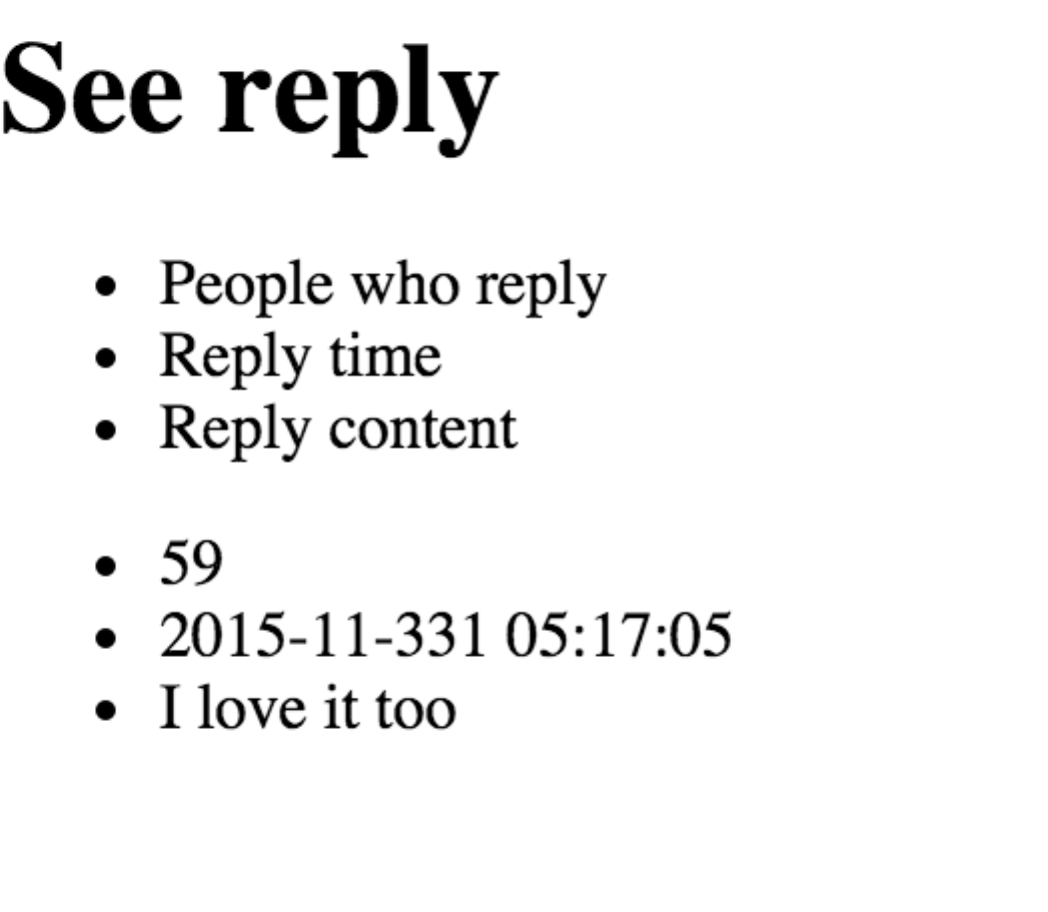 See reply
People who reply
Reply time
Reply content
59
2015-11-331 05:17:05
I love it too